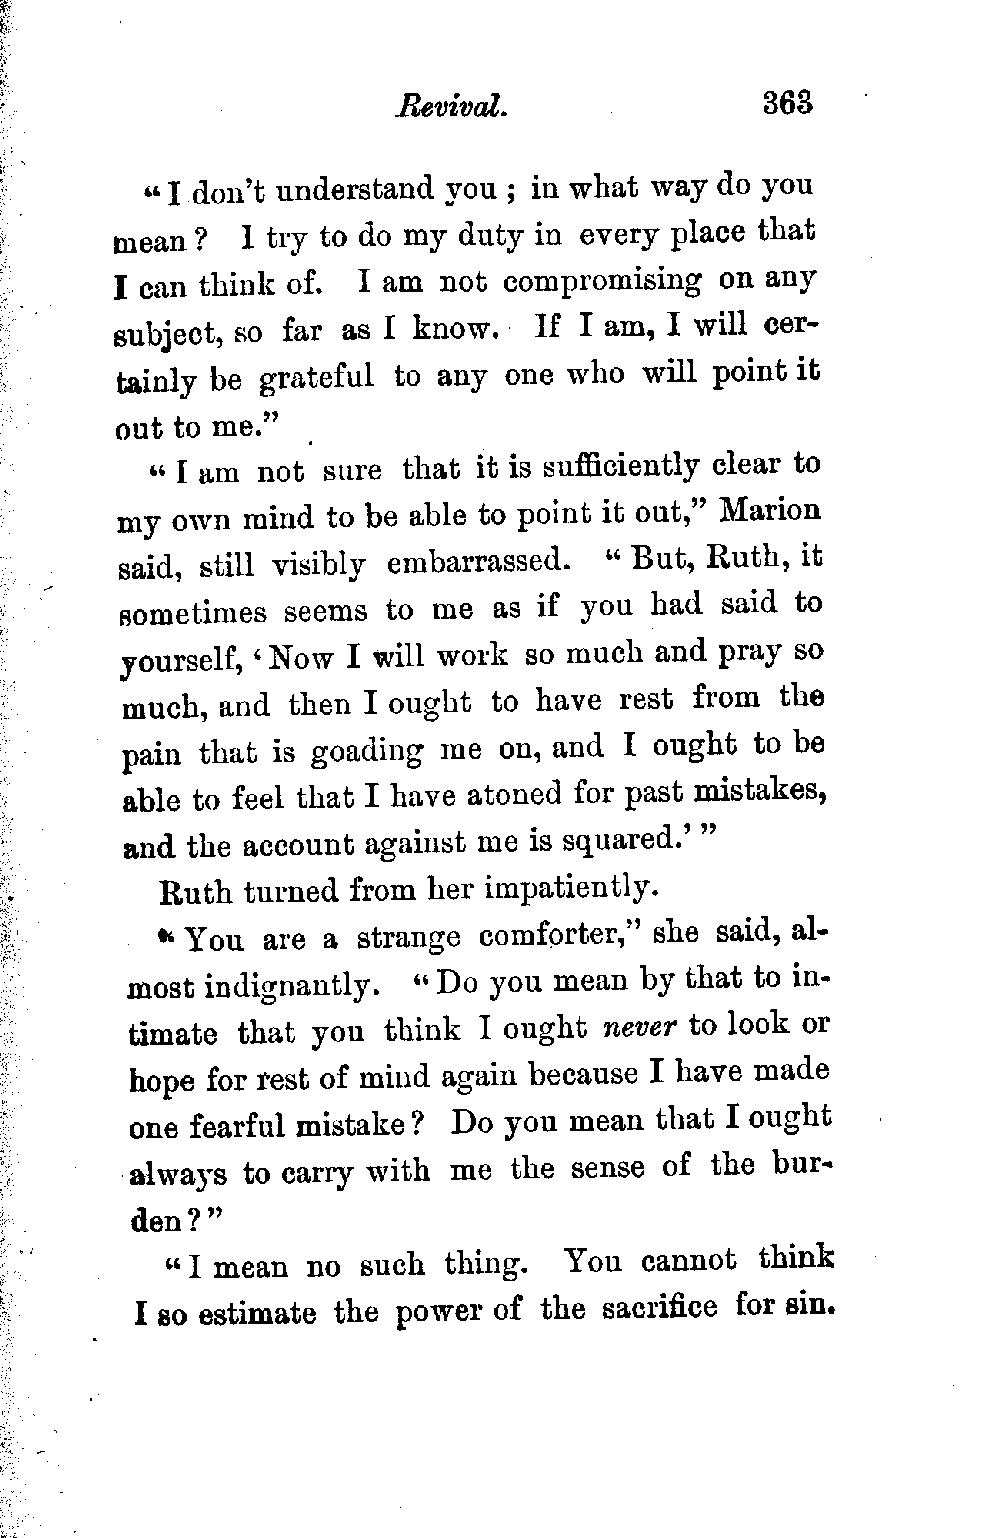 Revival. 363
“I don't understand you; in what way do you
mean? I try to do my duty in every place that
I can think of. I am not compromising on any
subject, so far as I know. If I am, I will cer-
tainly be grateful to any one who will point it
out to me.”
“I am not sure that it is sufficiently clear to
my own mind to be able to point it out,” Marion
said, still visibly embarrassed. “But, Ruth, it
sometimes seems to me as if you had said to
yourself, ‘Now I will work so much and pray so
much, and then I ought to have rest from the
pain that is goading me on, and I ought to be
able to feel that I have atoned for past mistakes,
and the account against me is squared.’”
Ruth turned from her impatiently.
“You are a strange comforter,” she said, al-
most indignantly. “Do you mean by that to in-
timate that you think I ought never to look or
hope for rest of mind again because I have made
one fearful mistake? Do you mean that I ought
always to carry with me the sense of the bur-
den?”
“I mean no such thing. You cannot think
I so estimate the power of the sacrifice for sin.